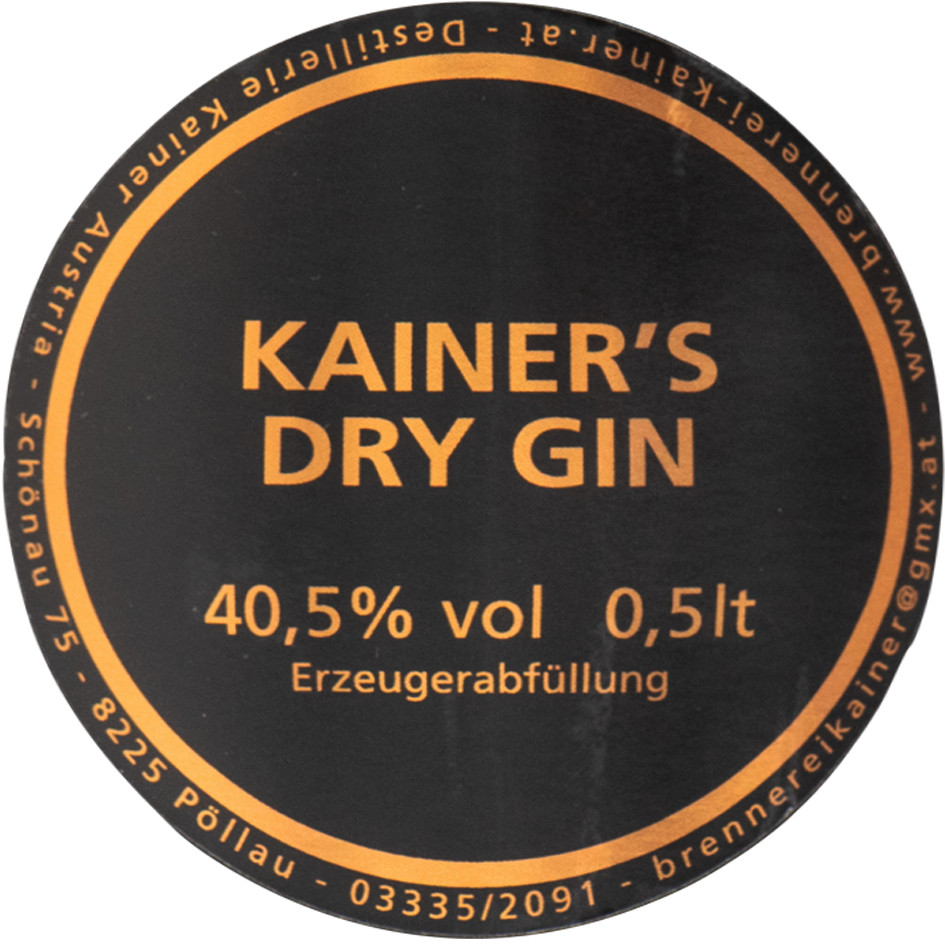 KAINER'S
DRY GIN
40,5% vol 0,5lt
Erzeugerabfüllung
Destillerie Kainer Austria - Schönau 75 - 8225 Pöllau - 03335/2091 - brennereikainer@gmx.at - www.brennerei-kainer.at -